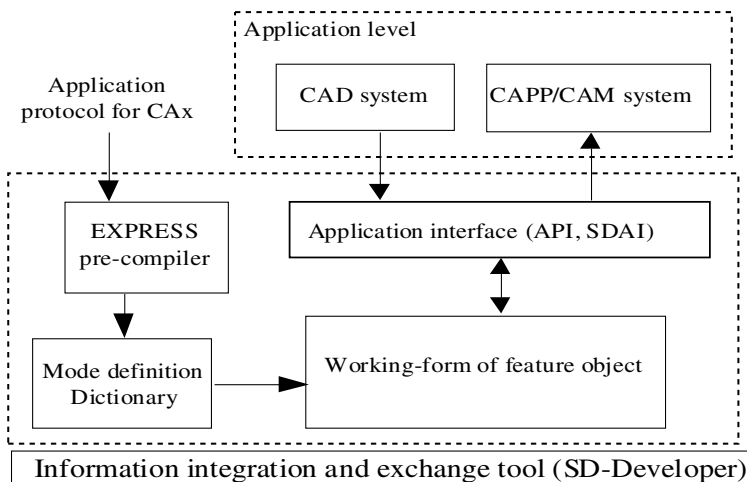 Application level
Application
protocol for CAx
CAD system
CAPP/CAM system
EXPRESS
pre-compiler
Application interface (API, SDAI)
Mode definition
Dictionary
Working-form of feature object
Information integration and exchange tool (SD-Developer)